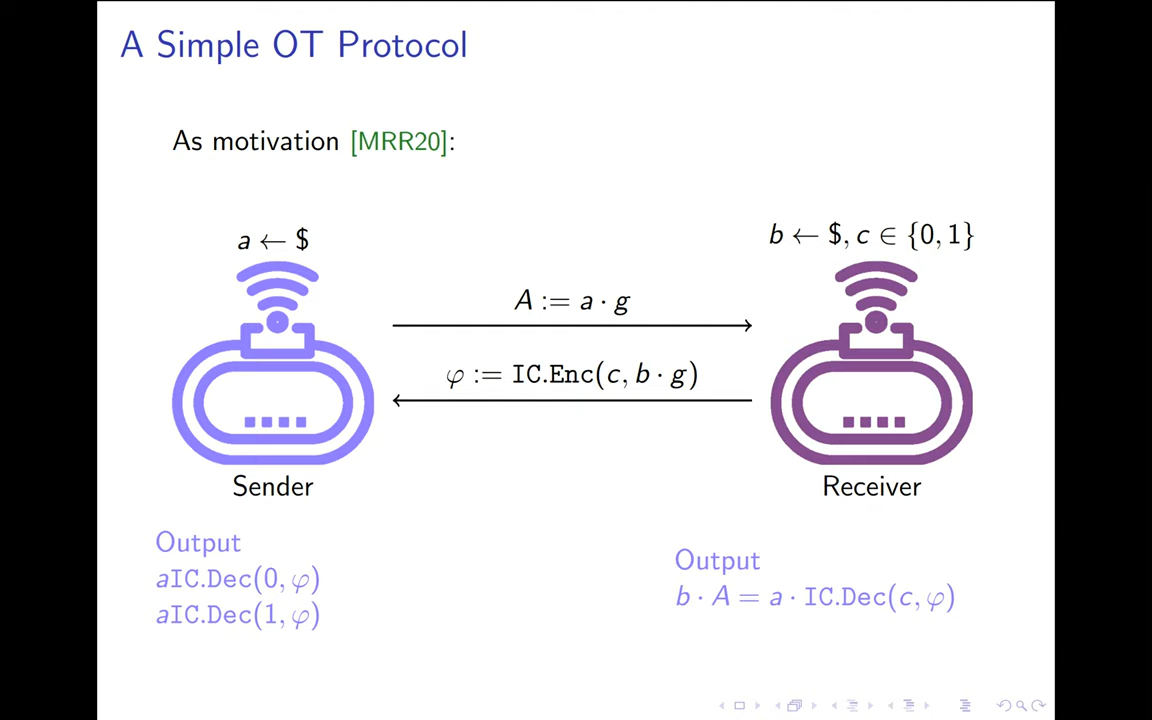 A Simple OT Protocol
As motivation [MRR20]:
a ← $
b ← $, c ∈ {0, 1}
A := a · g
φ := IC.Enc(c, b · g)
Sender
Receiver
Output
aIC.Dec(0, φ)
aIC.Dec(1, φ)
Output
b · A = a · IC.Dec(c, φ)